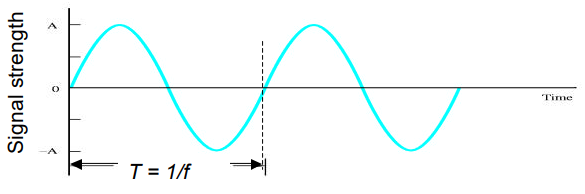 Signal strength
A
0
-A
Time
T = 1/f